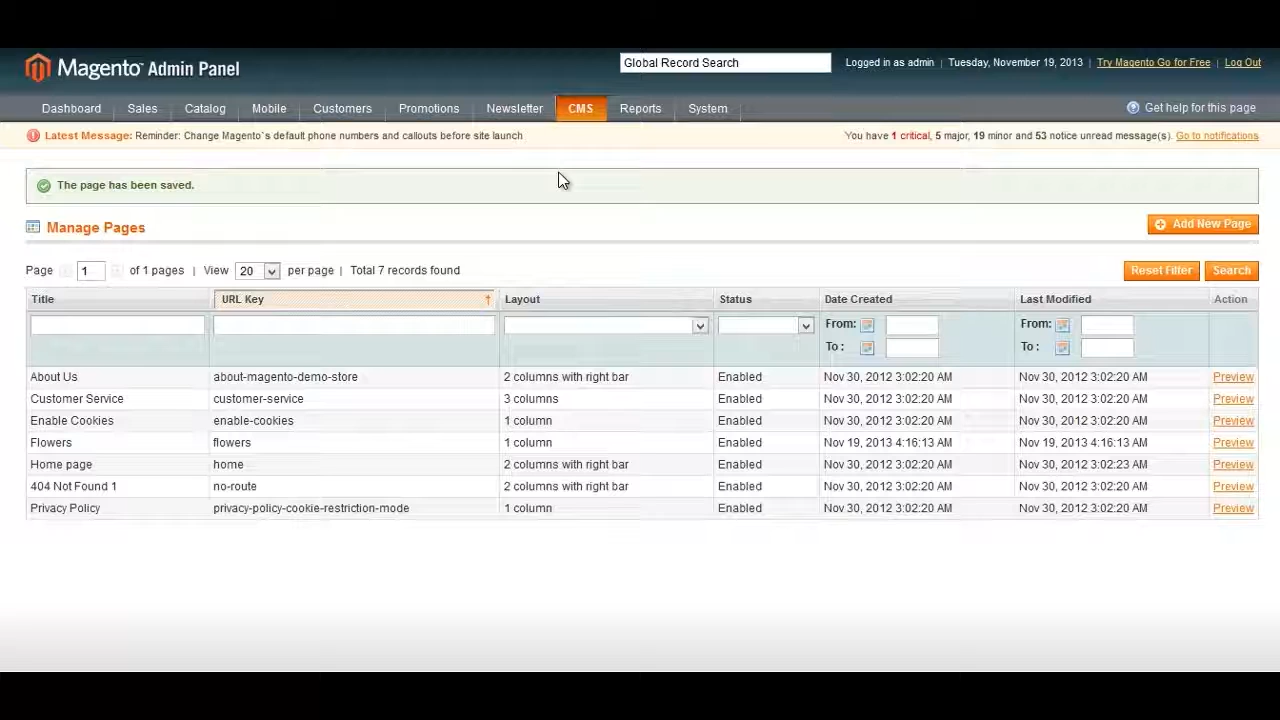 Magento Admin Panel
Global Record Search
Logged in as admin | Tuesday, November 19, 2013 | Try Magento Go for Free | Log Out
Dashboard Sales Catalog Mobile Customers Promotions Newsletter CMS Reports System
Get help for this page
Latest Message: Reminder: Change Magento`s default phone numbers and callouts before site launch
You have 1 critical, 5 major, 19 minor and 53 notice unread message(s). Go to notifications
The page has been saved.
Manage Pages
Add New Page
Page 1 of 1 pages | View 20 per page | Total 7 records found
Reset Filter Search
Title URL Key Layout Status Date Created Last Modified Action
From: From:
To : To :
About Us about-magento-demo-store 2 columns with right bar Enabled Nov 30, 2012 3:02:20 AM Nov 30, 2012 3:02:20 AM Preview
Customer Service customer-service 3 columns Enabled Nov 30, 2012 3:02:20 AM Nov 30, 2012 3:02:20 AM Preview
Enable Cookies enable-cookies 1 column Enabled Nov 30, 2012 3:02:20 AM Nov 30, 2012 3:02:20 AM Preview
Flowers flowers 1 column Enabled Nov 19, 2013 4:16:13 AM Nov 19, 2013 4:16:13 AM Preview
Home page home 2 columns with right bar Enabled Nov 30, 2012 3:02:20 AM Nov 30, 2012 3:02:23 AM Preview
404 Not Found 1 no-route 2 columns with right bar Enabled Nov 30, 2012 3:02:20 AM Nov 30, 2012 3:02:20 AM Preview
Privacy Policy privacy-policy-cookie-restriction-mode 1 column Enabled Nov 30, 2012 3:02:20 AM Nov 30, 2012 3:02:20 AM Preview